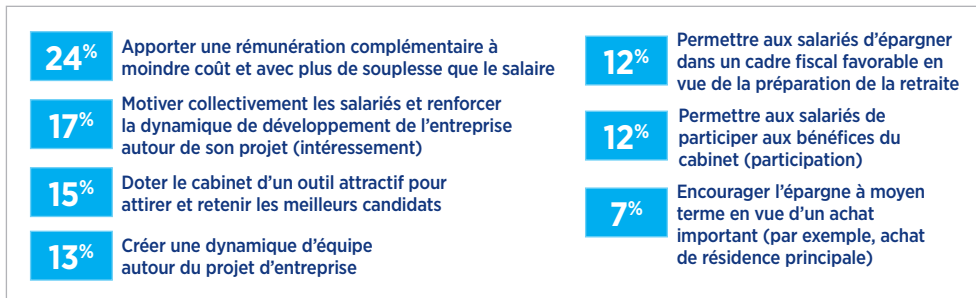 24%
Apporter une rémunération complémentaire à
moindre coût et avec plus de souplesse que le salaire
17%
Motiver collectivement les salariés et renforcer
la dynamique de développement de l’entreprise
autour de son projet (intéressement)
15%
Doter le cabinet d’un outil attractif pour
attirer et retenir les meilleurs candidats
13%
Créer une dynamique d’équipe
autour du projet d’entreprise
12%
Permettre aux salariés d’épargner
dans un cadre fiscal favorable en
vue de la préparation de la retraite
12%
Permettre aux salariés de
participer aux bénéfices du
cabinet (participation)
7%
Encourager l’épargne à moyen
terme en vue d’un achat
important (par exemple, achat
de résidence principale)